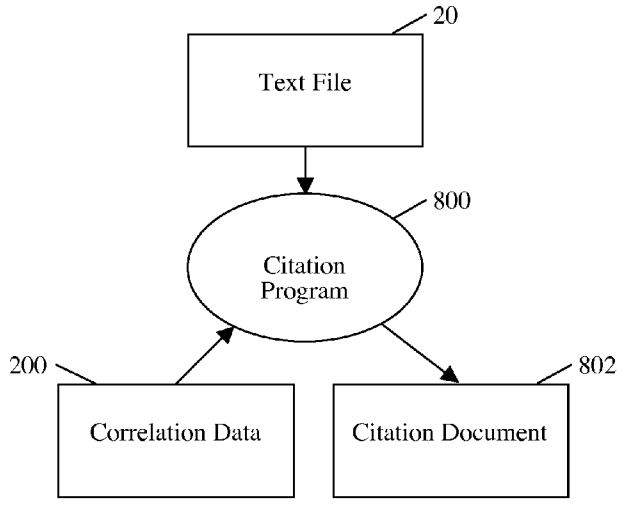 20
Text File
800
Citation
Program
200
802
Correlation Data
Citation Document